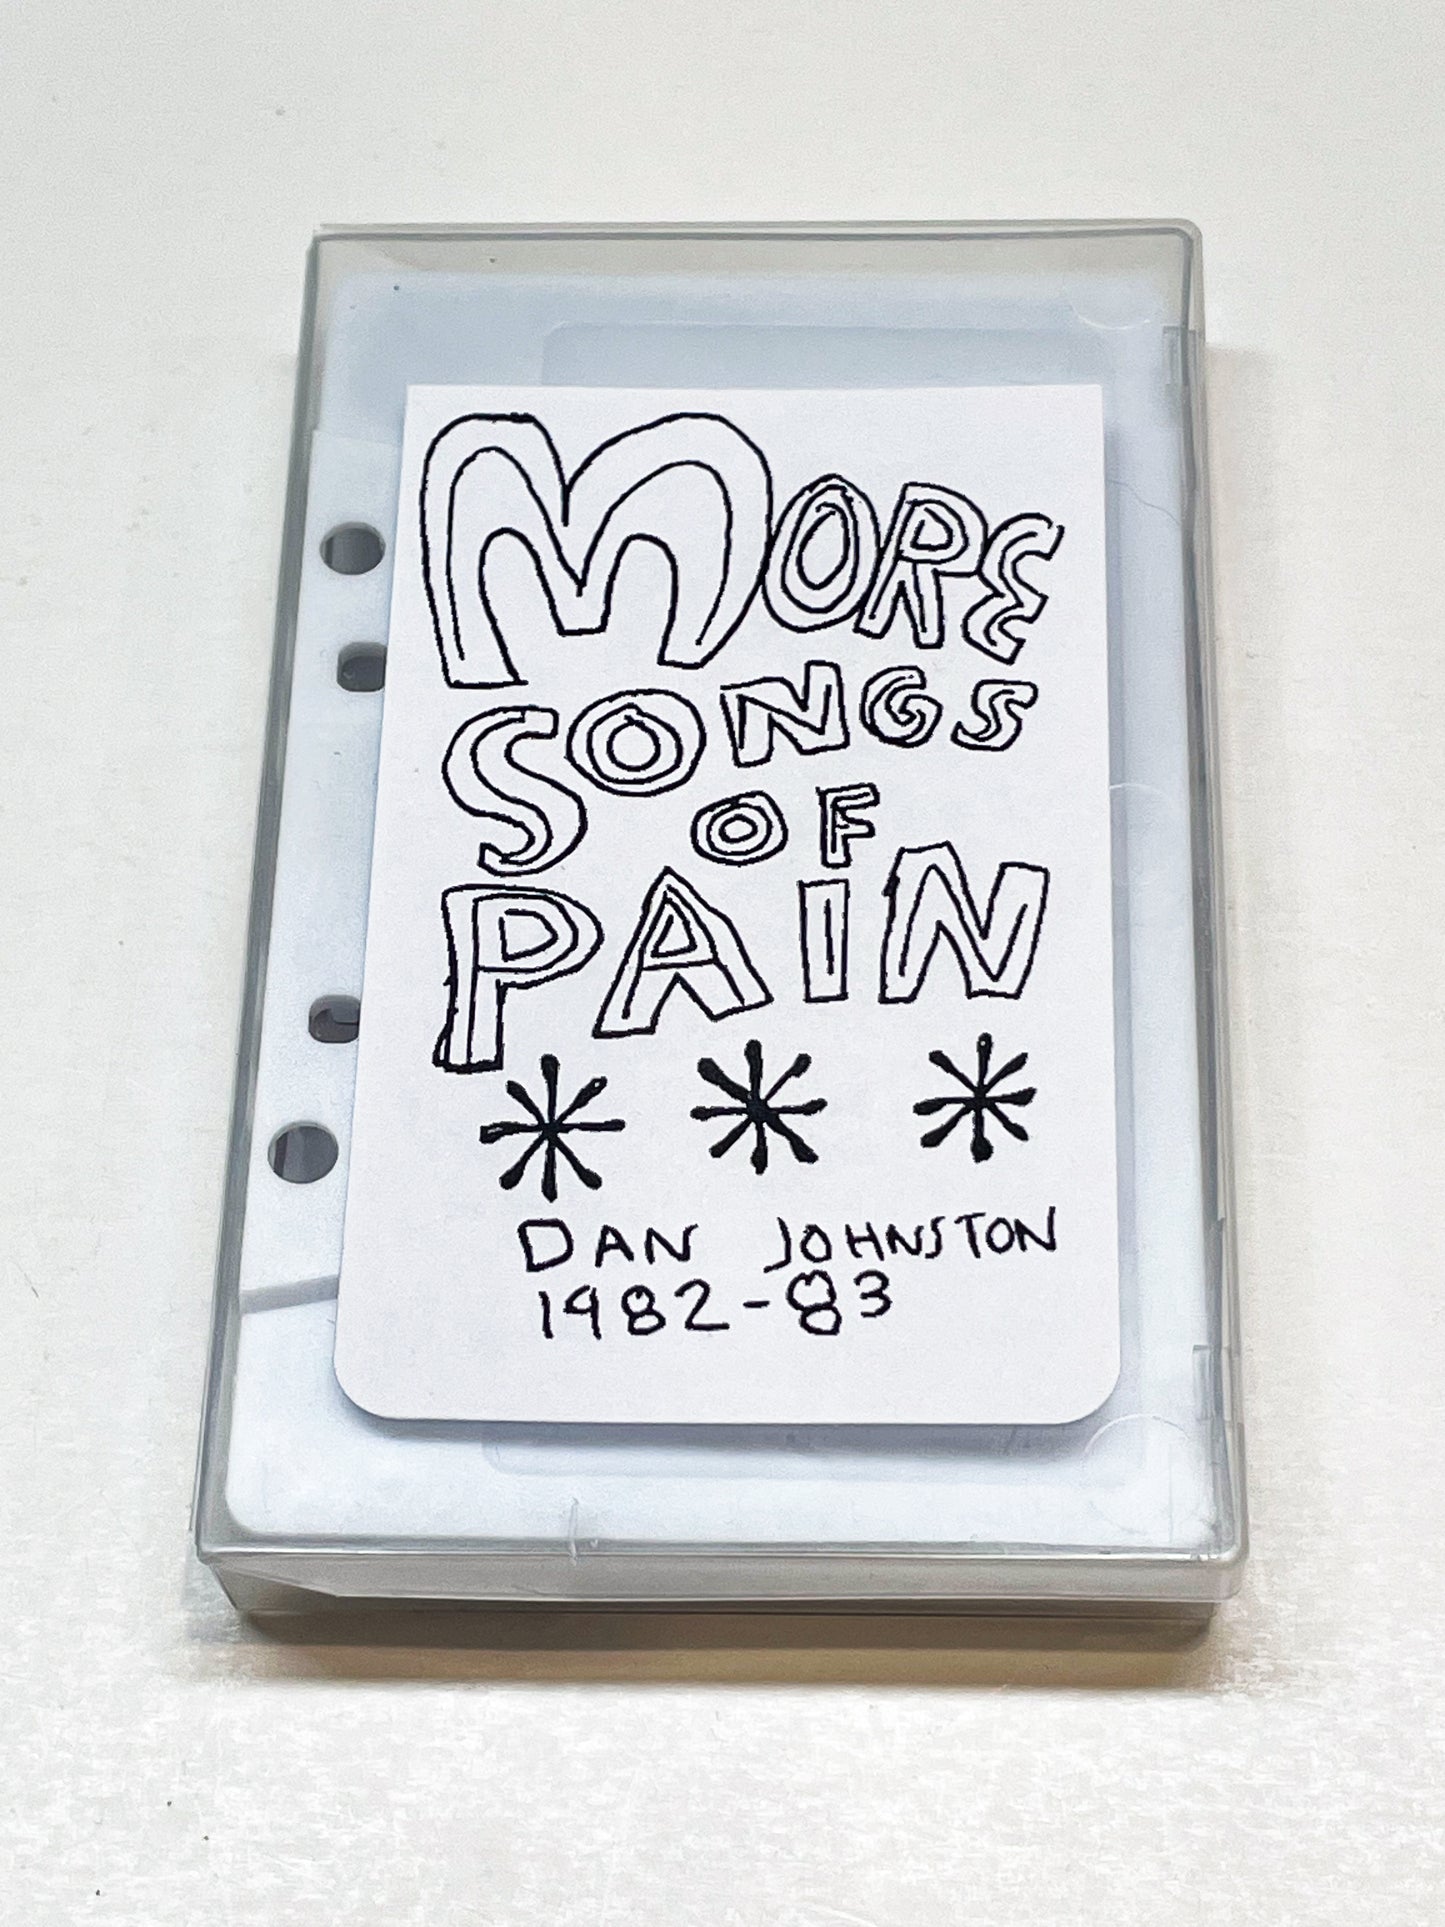 MORE
SONGS
OF
PAIN
* * *
DAN JOHNSTON
1982-83